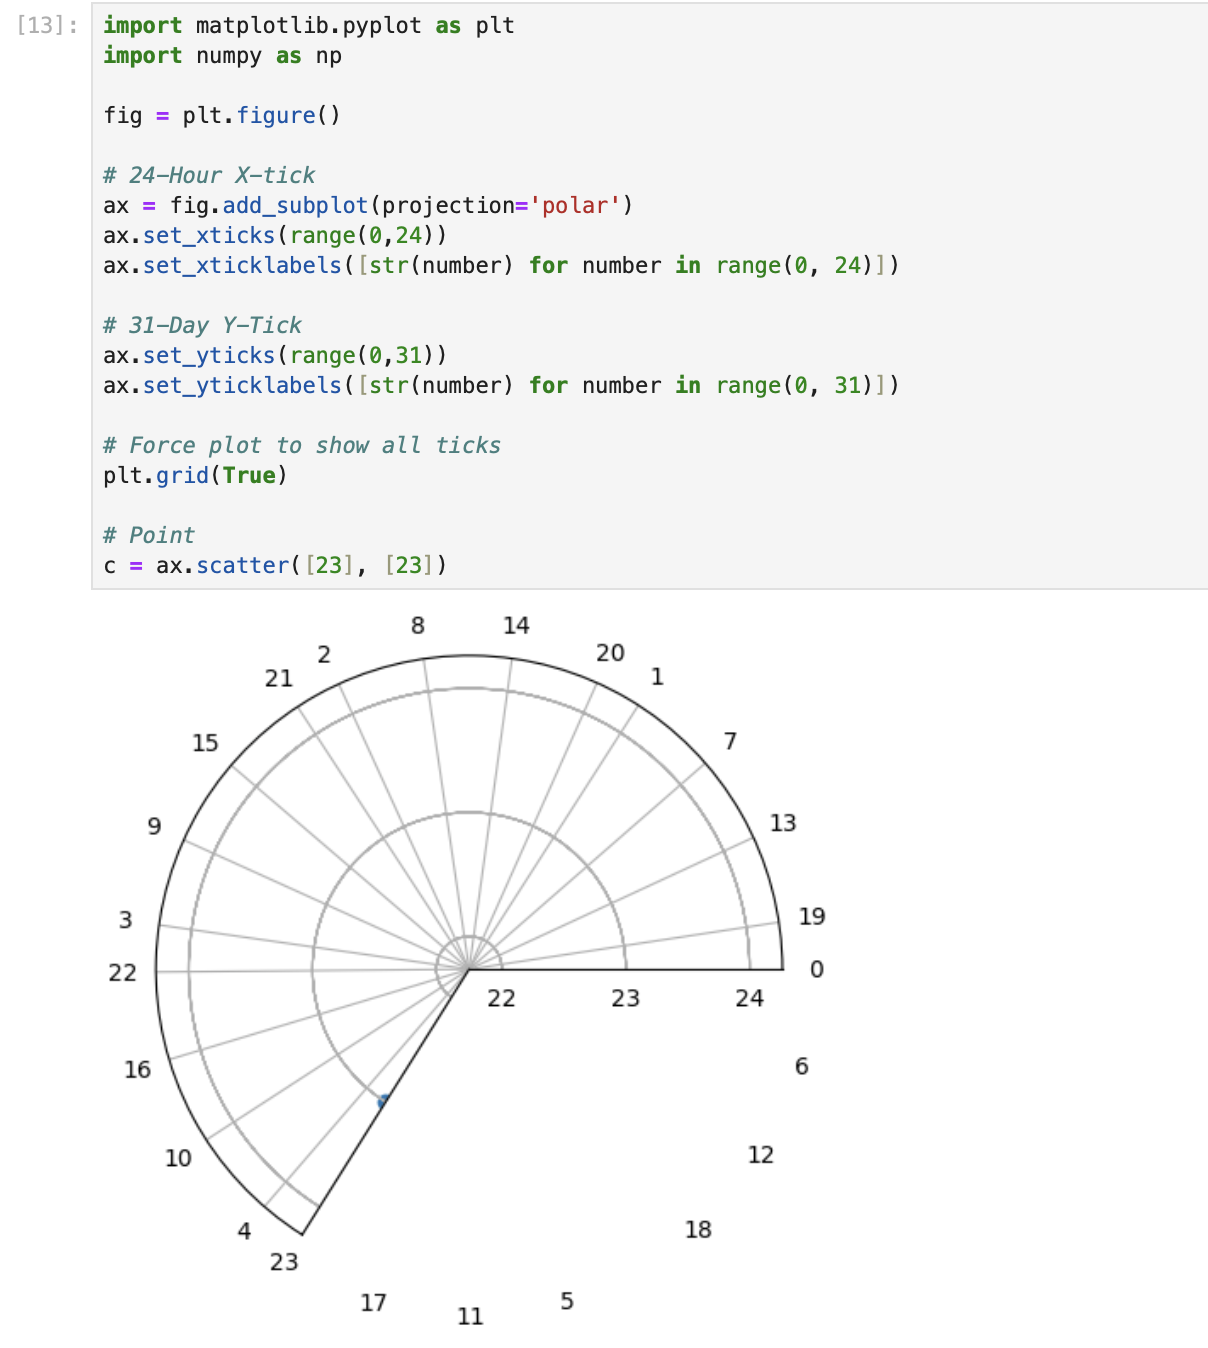 [13]: import matplotlib.pyplot as plt
import numpy as np
fig = plt.figure()
# 24-Hour X-tick
ax = fig.add_subplot(projection='polar')
ax.set_xticks(range(0,24))
ax.set_xticklabels([str(number) for number in range(0, 24)])
# 31-Day Y-Tick
ax.set_yticks(range(0,31))
ax.set_yticklabels([str(number) for number in range(0, 31)])
# Force plot to show all ticks
plt.grid(True)
# Point
c = ax.scatter([23], [23])
8 14
2 20
21 1
15 7
9 13
3 19
22 0
22 23 24
16 6
10 12
4 18
23
17 11 5